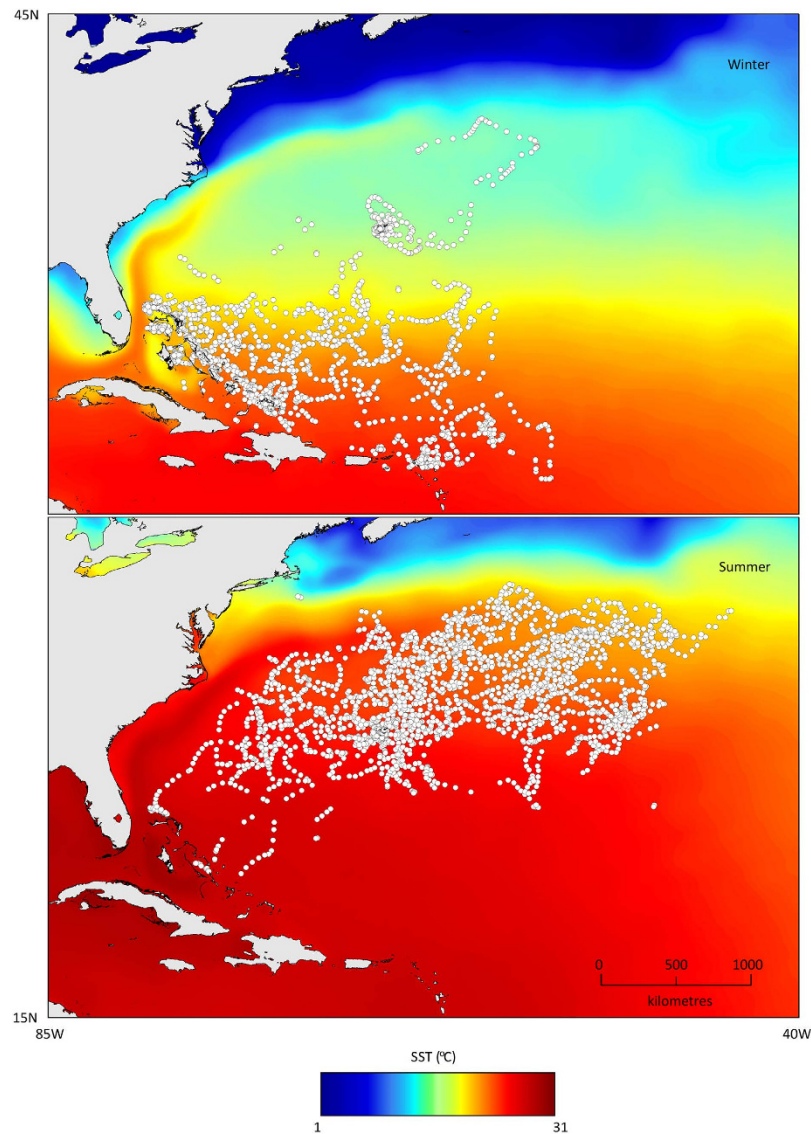 45N
Winter
Summer
0 500 1000
kilometres
15N
85W 40W
SST (ºC)
1 31